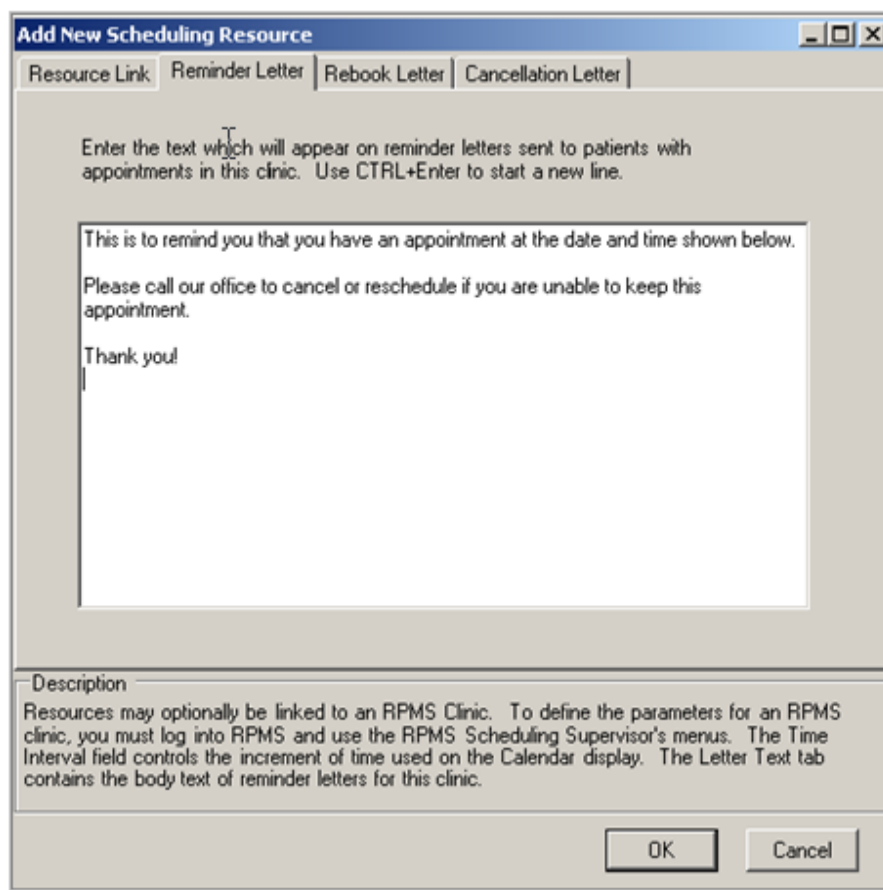 Add New Scheduling Resource
Resource Link
Reminder Letter
Rebook Letter
Cancellation Letter
Enter the text which will appear on reminder letters sent to patients with
appointments in this clinic.  Use CTRL+Enter to start a new line.
This is to remind you that you have an appointment at the date and time shown below.
Please call our office to cancel or reschedule if you are unable to keep this
appointment.
Thank you!
Description
Resources may optionally be linked to an RPMS Clinic.  To define the parameters for an RPMS
clinic, you must log into RPMS and use the RPMS Scheduling Supervisor's menus.  The Time
Interval field controls the increment of time used on the Calendar display.  The Letter Text tab
contains the body text of reminder letters for this clinic.
OK
Cancel